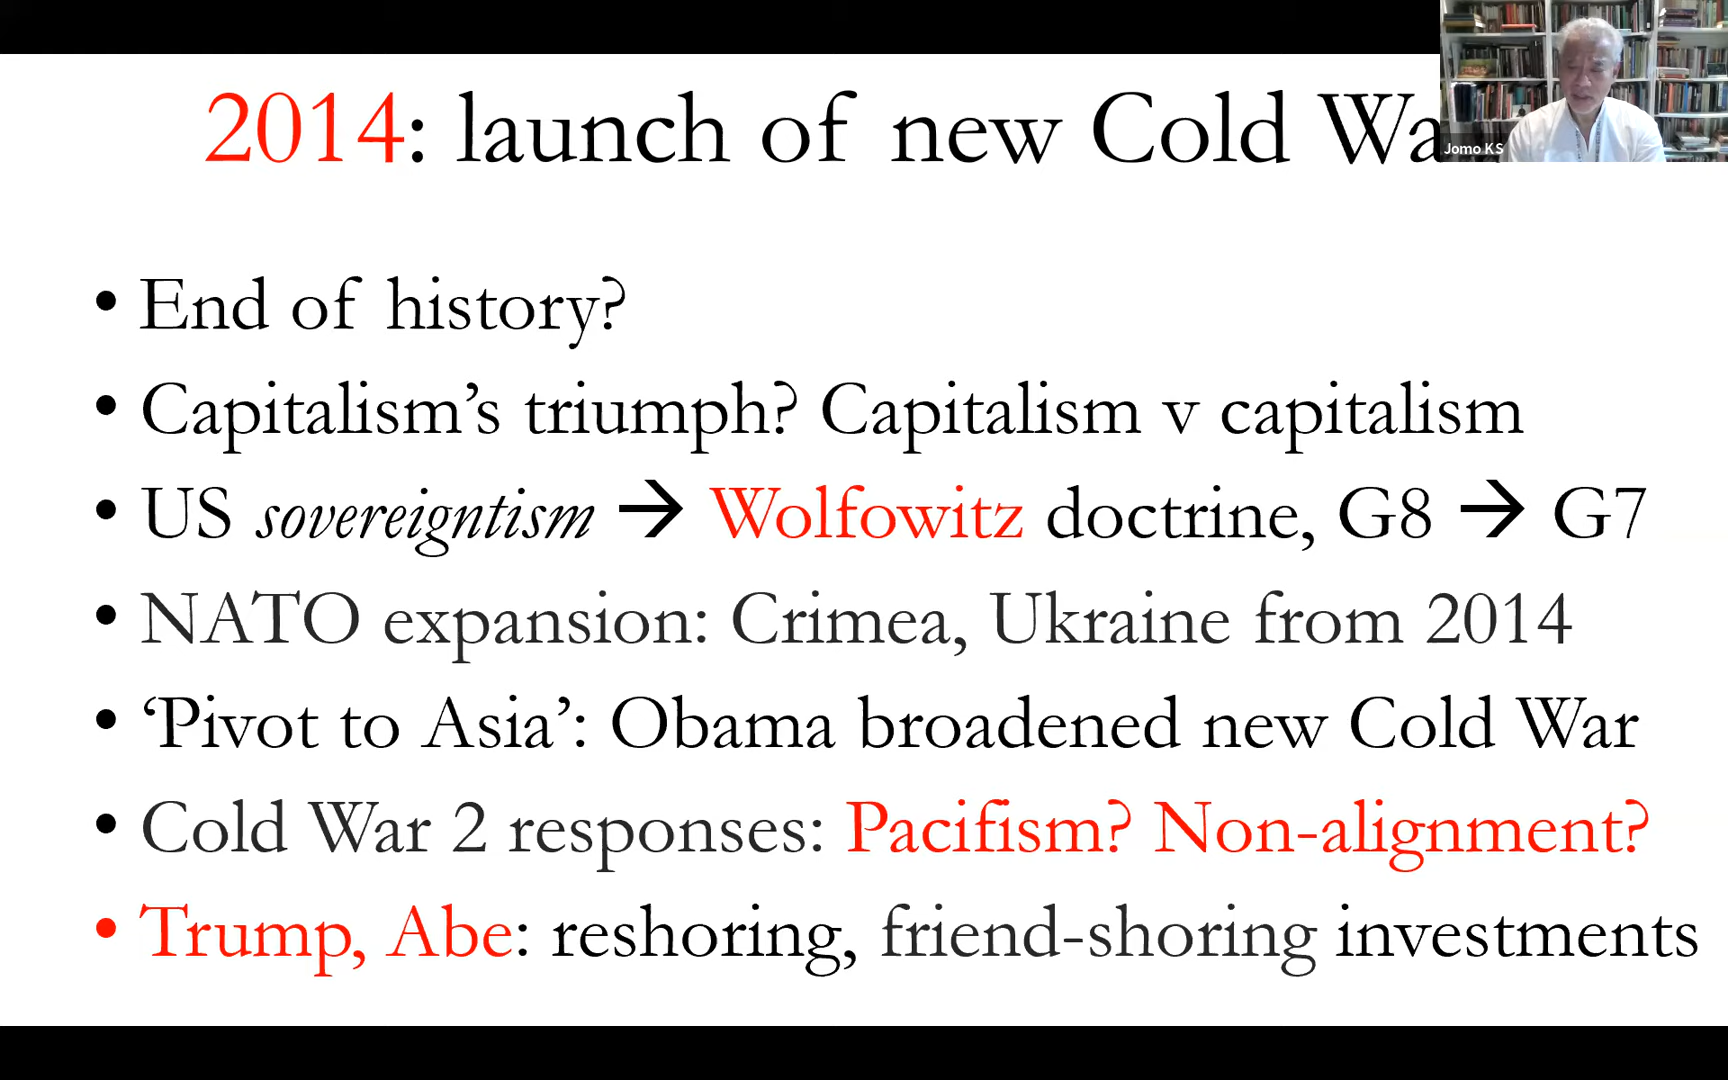 2014: launch of new Cold Wa
Jomo KS
• End of history?
• Capitalism’s triumph? Capitalism v capitalism
• US sovereigntism → Wolfowitz doctrine, G8 → G7
• NATO expansion: Crimea, Ukraine from 2014
• ‘Pivot to Asia’: Obama broadened new Cold War
• Cold War 2 responses: Pacifism? Non-alignment?
• Trump, Abe: reshoring, friend-shoring investments